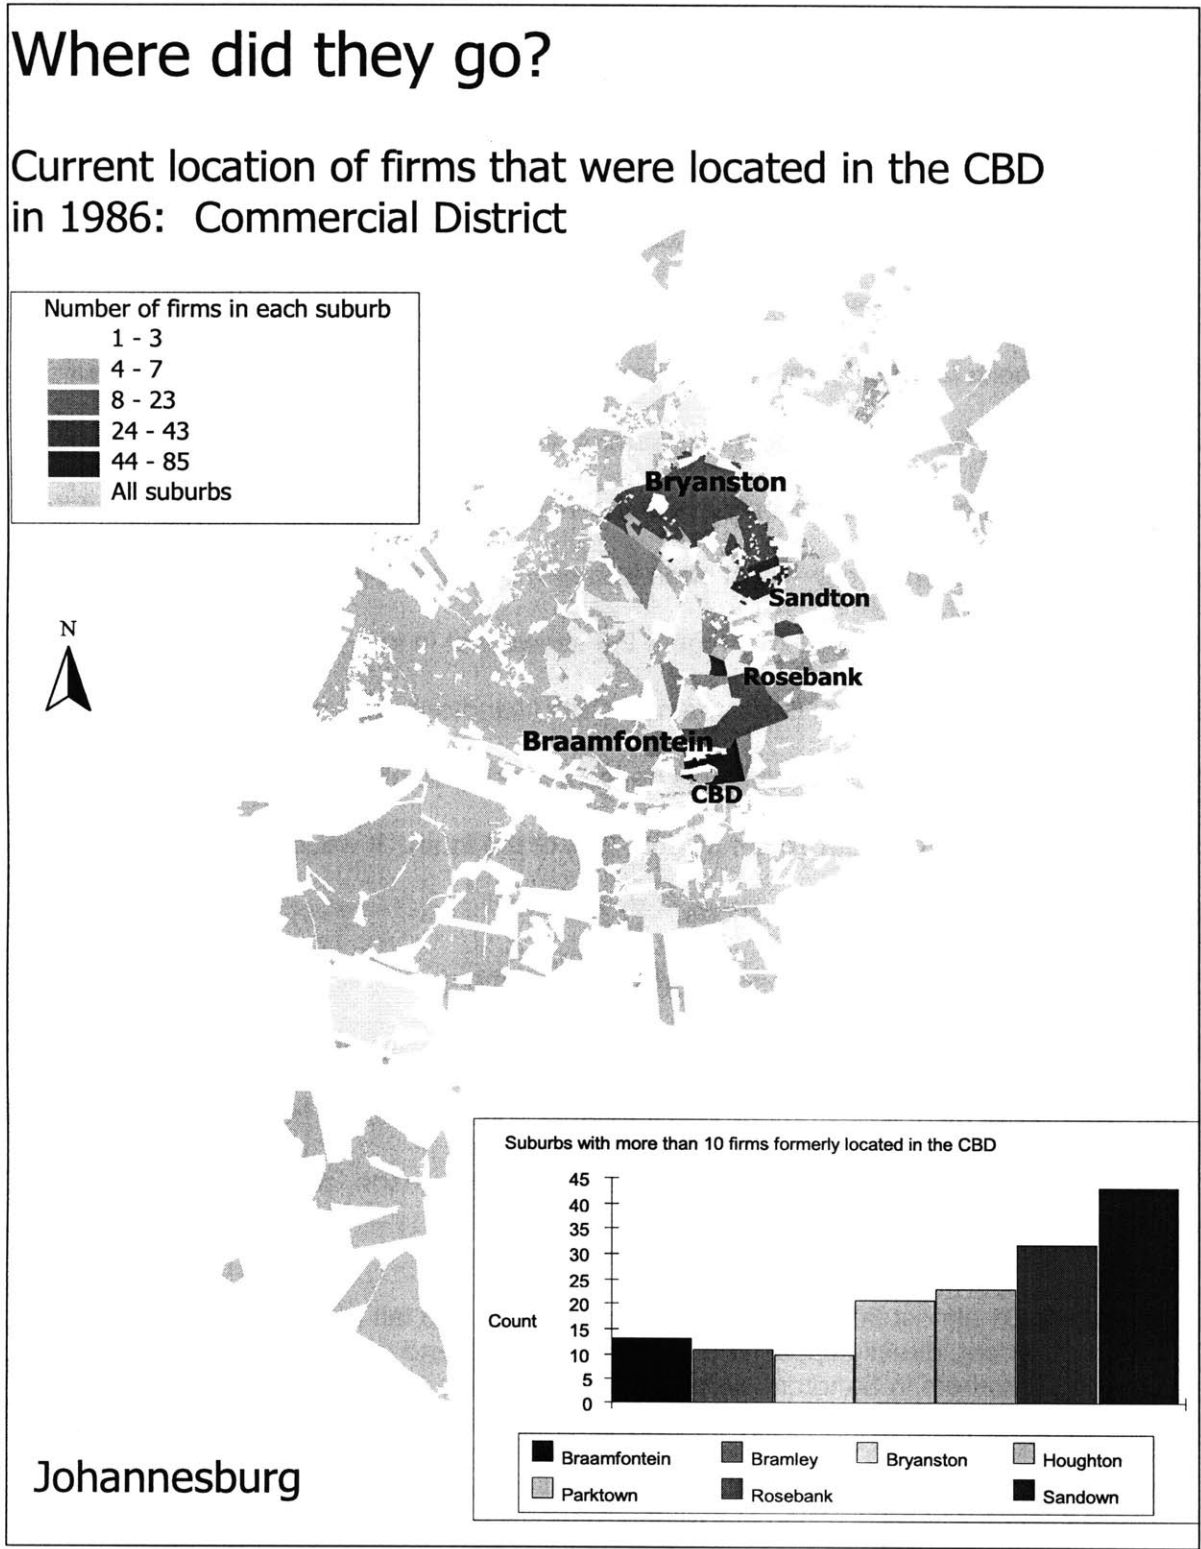 Where did they go?
Current location of firms that were located in the CBD
in 1986: Commercial District
Number of firms in each suburb
1 - 3
4 - 7
8 - 23
24 - 43
44 - 85
All suburbs
Bryanston
Sandton
N
Rosebank
Braamfontein
CBD
Suburbs with more than 10 firms formerly located in the CBD
45
40
35
30
25
20
15
10
5
0
Count
Braamfontein
Bramley
Bryanston
Houghton
Parktown
Rosebank
Sandown
Johannesburg